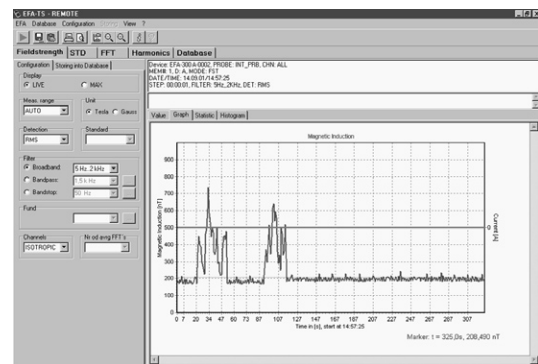 EFA-TS - REMOTE
EFA Database Configuration View ?
Fieldstrength STD FFT Harmonics Database
Configuration Storing into Database
Display
LIVE MAX
Meas. range Unit
AUTO Tesla Gauss
Detection Standard
RMS
Filter
Broadband: 5 Hz..2 kHz
Bandpass: 1.5 k Hz
Bandstop: 50 Hz
Fund
Channels Nr od avrg FFT's
ISOTROPIC
Device: EFA-300 A-0002, PROBE: INT_PRB, CHN: ALL
MEM#: 1, D: A, MODE: FST
DATE/TIME: 14.03.01/14:57:25
STEP: 00:00:01, FILTER: 5Hz..2KHz, DET: RMS
Value Graph Statistic Histogram
Magnetic Induction
Magnetic Induction [nT]
900
800
700
600
500
400
300
200
100
0
Current [A]
0
0 7 20 34 47 60 73 87 107 127 147 167 187 207 227 247 267 287 307
Time in [s], start at 14:57:25
Marker: t = 325,0s, 208,490 nT